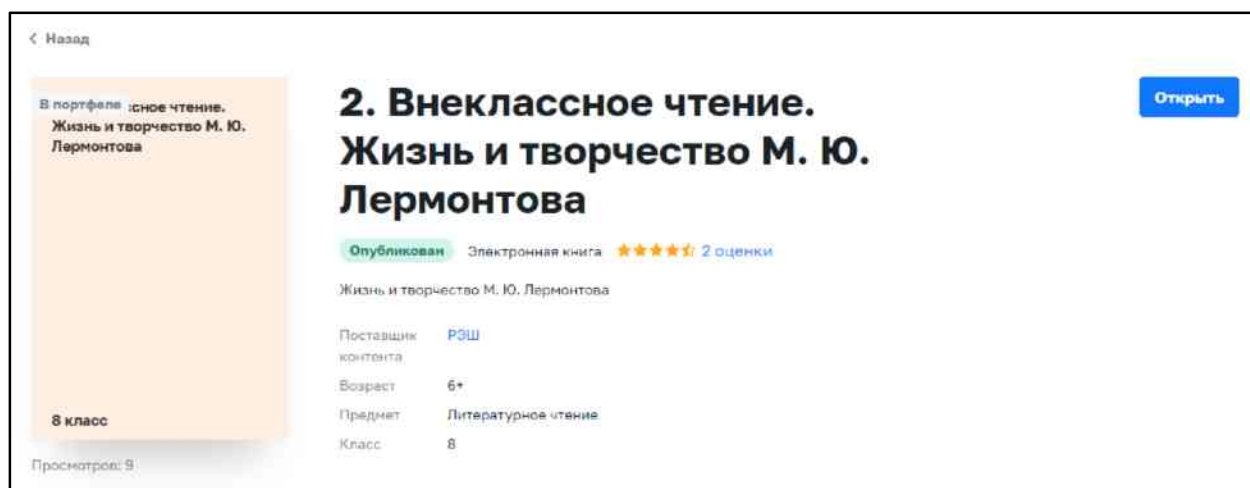 Назад
В портфеле
сное чтение.
Жизнь и творчество М. Ю.
Лермонтова
8 класс
Просмотров: 9
2. Внеклассное чтение.
Жизнь и творчество М. Ю.
Лермонтова
Открыть
Опубликован Электронная книга 2 оценки
Жизнь и творчество М. Ю. Лермонтова
Поставщик контента РЭШ
Возраст 6+
Предмет Литературное чтение
Класс 8